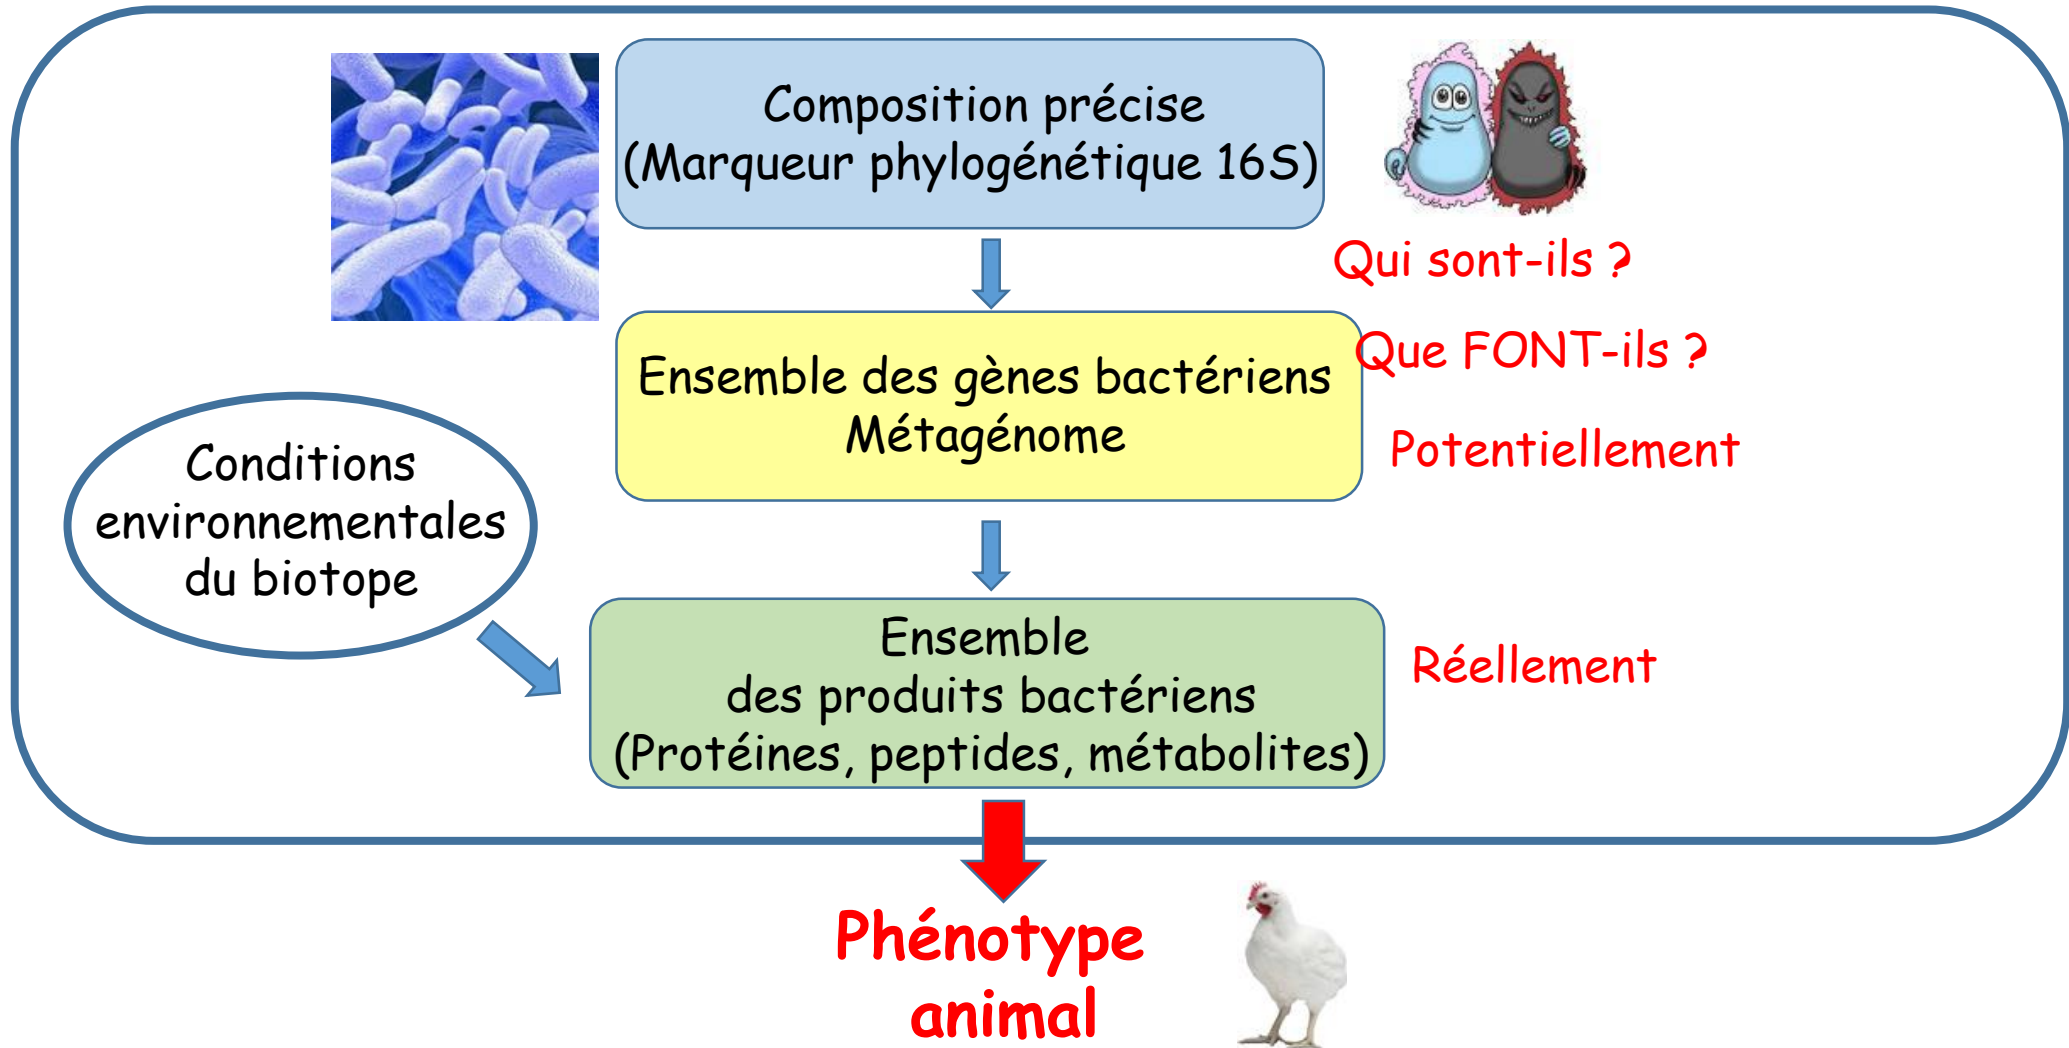 Composition précise
(Marqueur phylogénétique 16S)
Qui sont-ils ?
Que FONT-ils ?
Ensemble des gènes bactériens
Métagénome
Potentiellement
Conditions
environnementales
du biotope
Ensemble
des produits bactériens
(Protéines, peptides, métabolites)
Réellement
Phénotype
animal